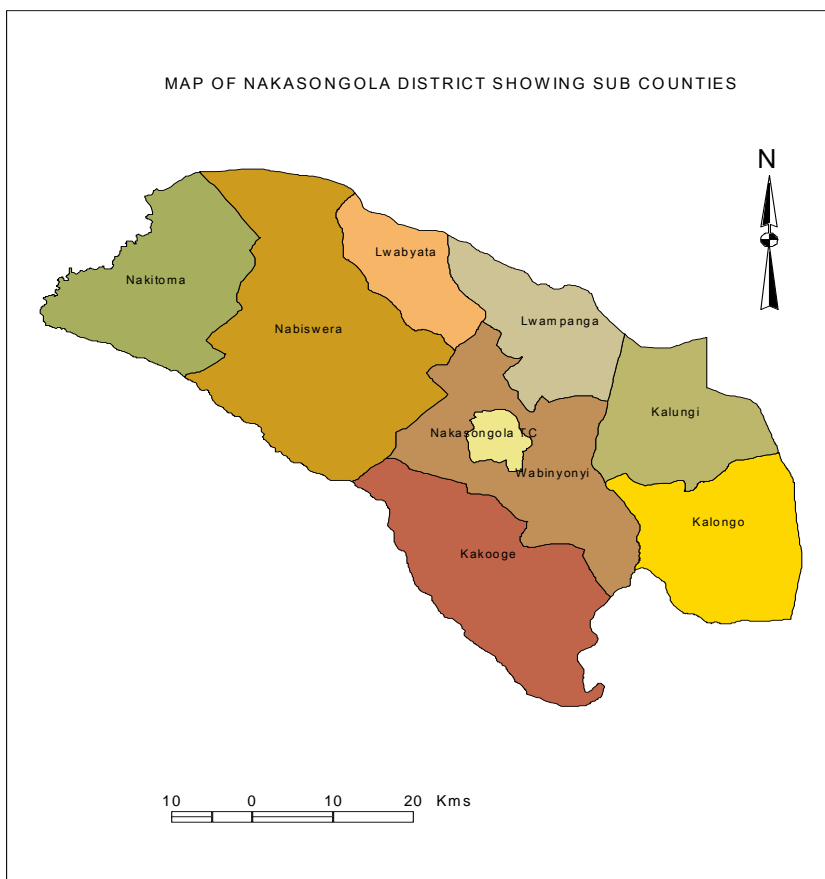 MAP OF NAKASONGOLA DISTRICT SHOWING SUB COUNTIES
N
Lwabyata
Nakitoma
Lwampanga
Nabiswera
Kalungi
Nakasongola TC
Wabinyonyi
Kalongo
Kakooge
10 0 10 20 Kms